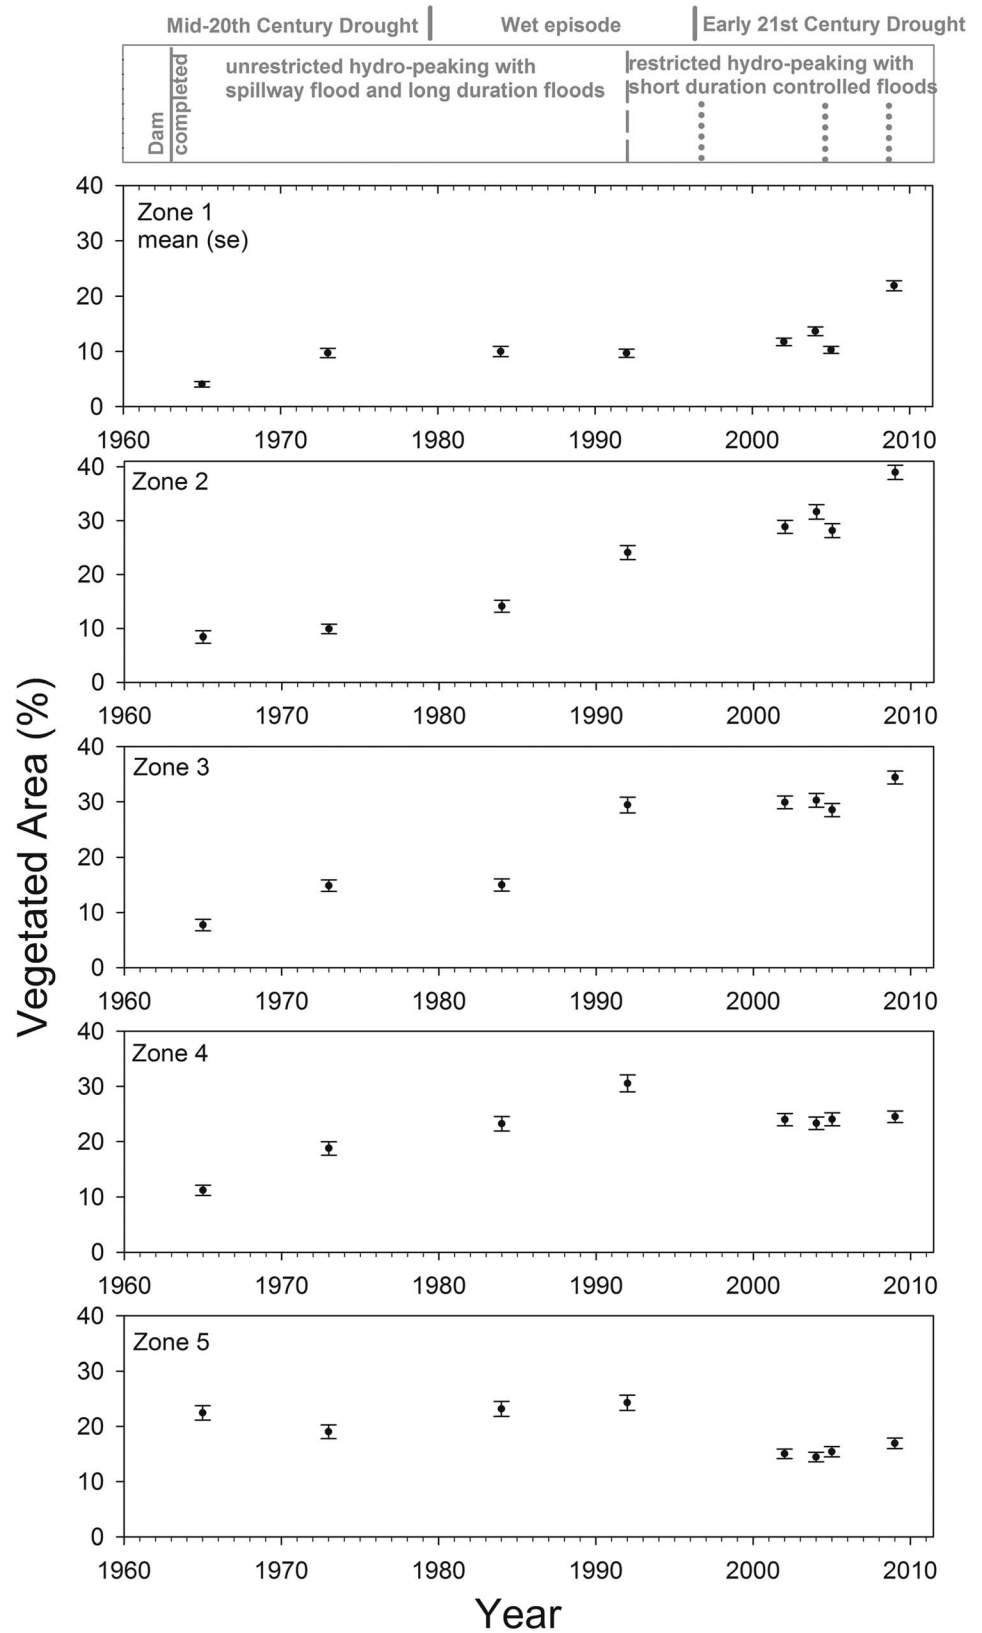 Mid-20th Century Drought
Wet episode
Early 21st Century Drought
Dam
completed
unrestricted hydro-peaking with
spillway flood and long duration floods
restricted hydro-peaking with
short duration controlled floods
Vegetated Area (%)
40
Zone 1
mean (se)
30
20
10
0
1960 1970 1980 1990 2000 2010
40
Zone 2
30
20
10
0
1960 1970 1980 1990 2000 2010
40
Zone 3
30
20
10
0
1960 1970 1980 1990 2000 2010
40
Zone 4
30
20
10
0
1960 1970 1980 1990 2000 2010
40
Zone 5
30
20
10
0
1960 1970 1980 1990 2000 2010
Year